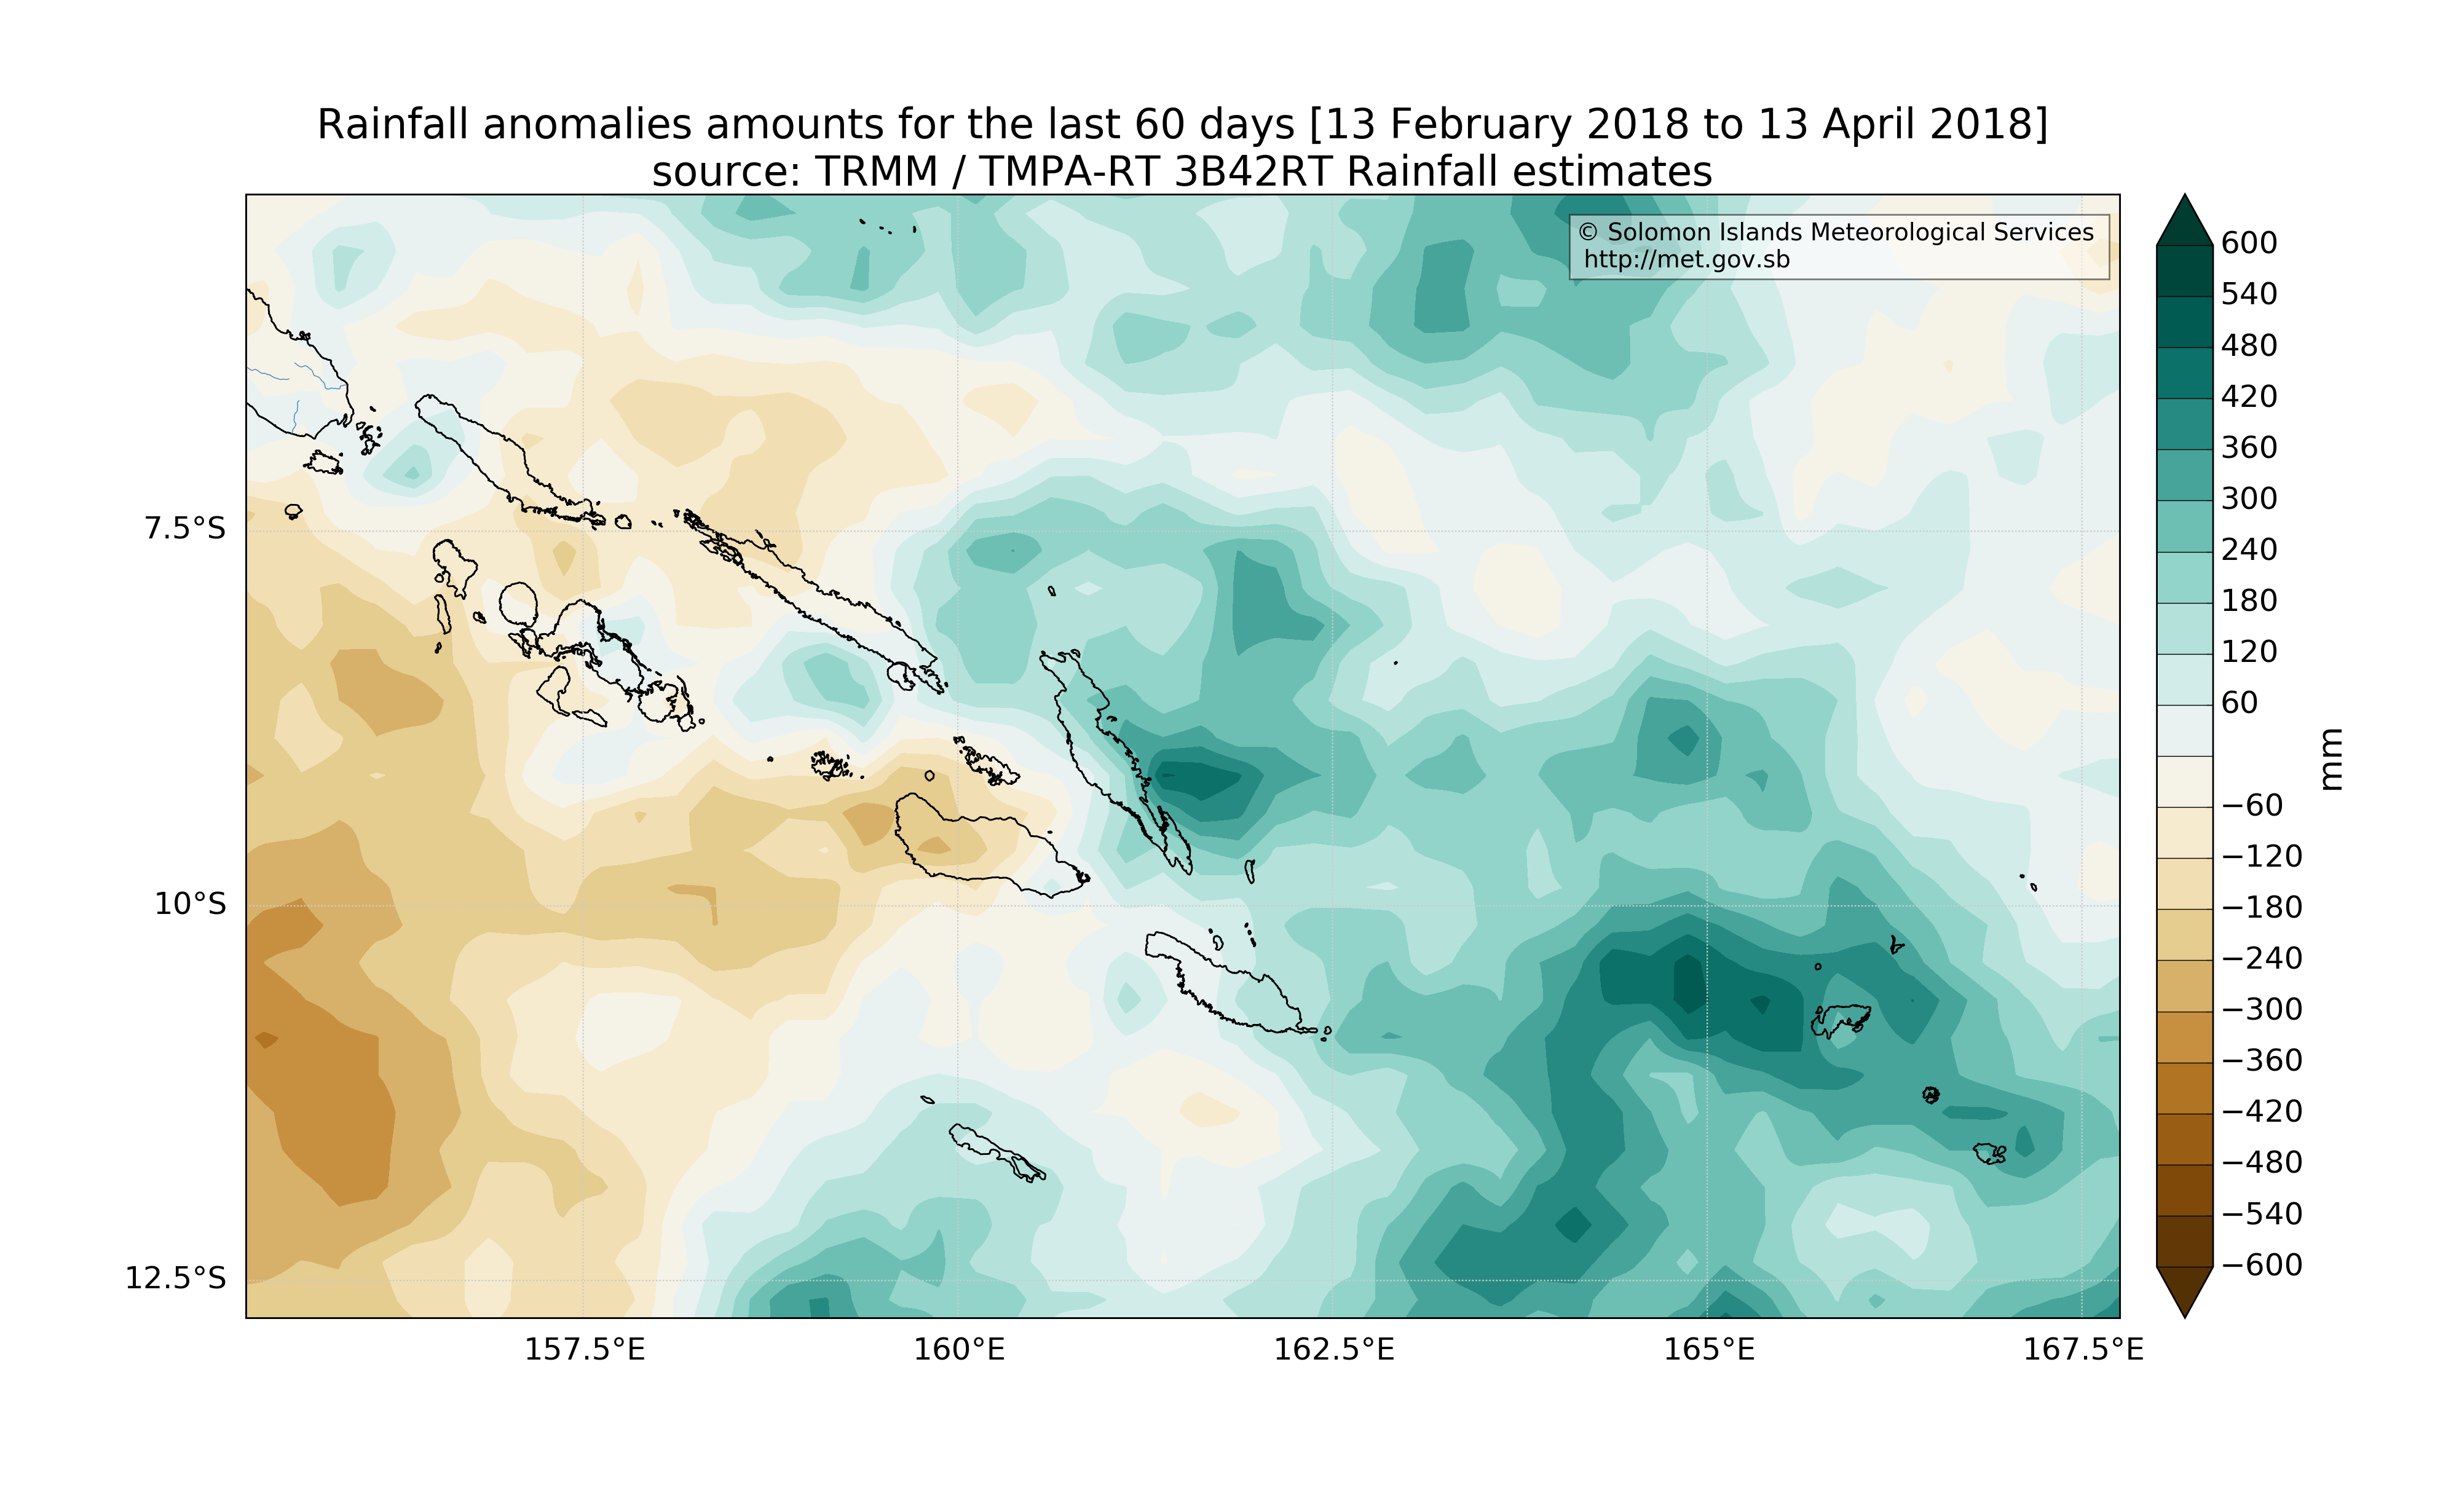 Rainfall anomalies amounts for the last 60 days [13 February 2018 to 13 April 2018]
source: TRMM / TMPA-RT 3B42RT Rainfall estimates
© Solomon Islands Meteorological Services
http://met.gov.sb
7.5°S
10°S
12.5°S
157.5°E
160°E
162.5°E
165°E
167.5°E
600
540
480
420
360
300
240
180
120
60
−60
−120
−180
−240
−300
−360
−420
−480
−540
−600
mm